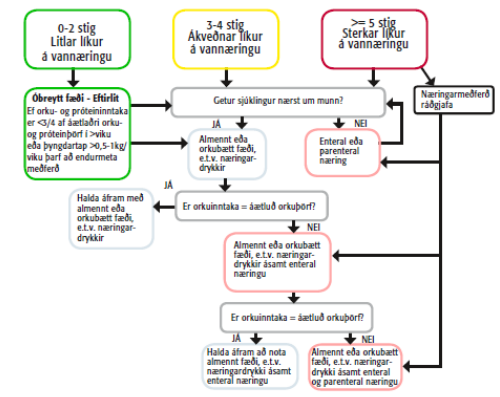 0-2 stig
Litlar líkur
á vannæringu
3-4 stig
Ákveðnar líkur
á vannæringu
>= 5 stig
Sterkar líkur
á vannæringu
Næringarmeðferð
ráðgjafa
Óbreytt fæði - Eftirlit
Ef orku- og próteininntaka
er <3/4 af áætlaðri orku-
og próteinþörf í >viku
eða þyngdartap >0,5-1kg/
viku þarf að endurmeta
meðferð
Getur sjúklingur nærst um munn?
JÁ
NEI
Almennt eða
orkubætt fæði,
e.t.v. næringar-
drykkir
Enteral eða
parenteral
næring
JÁ
Halda áfram með
almennt eða
orkubætt fæði,
e.t.v. næringar-
drykkir
Er orkuinntaka = áætluð orkuþörf?
NEI
Almennt eða orkubætt
fæði, e.t.v. næringar-
drykkir ásamt enteral
næringu
Er orkuinntaka = áætluð orkuþörf?
JÁ
NEI
Halda áfram að nota
almennt fæði, e.t.v.
næringardrykki ásamt
enteral næringu
Almennt eða orkubætt
fæði, e.t.v. næringar-
drykki ásamt enteral
og parenteral næringu